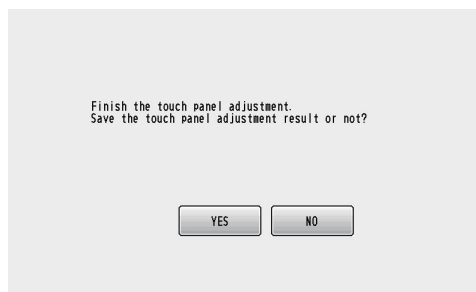 Finish the touch panel adjustment.
Save the touch panel adjustment result or not?
YES NO